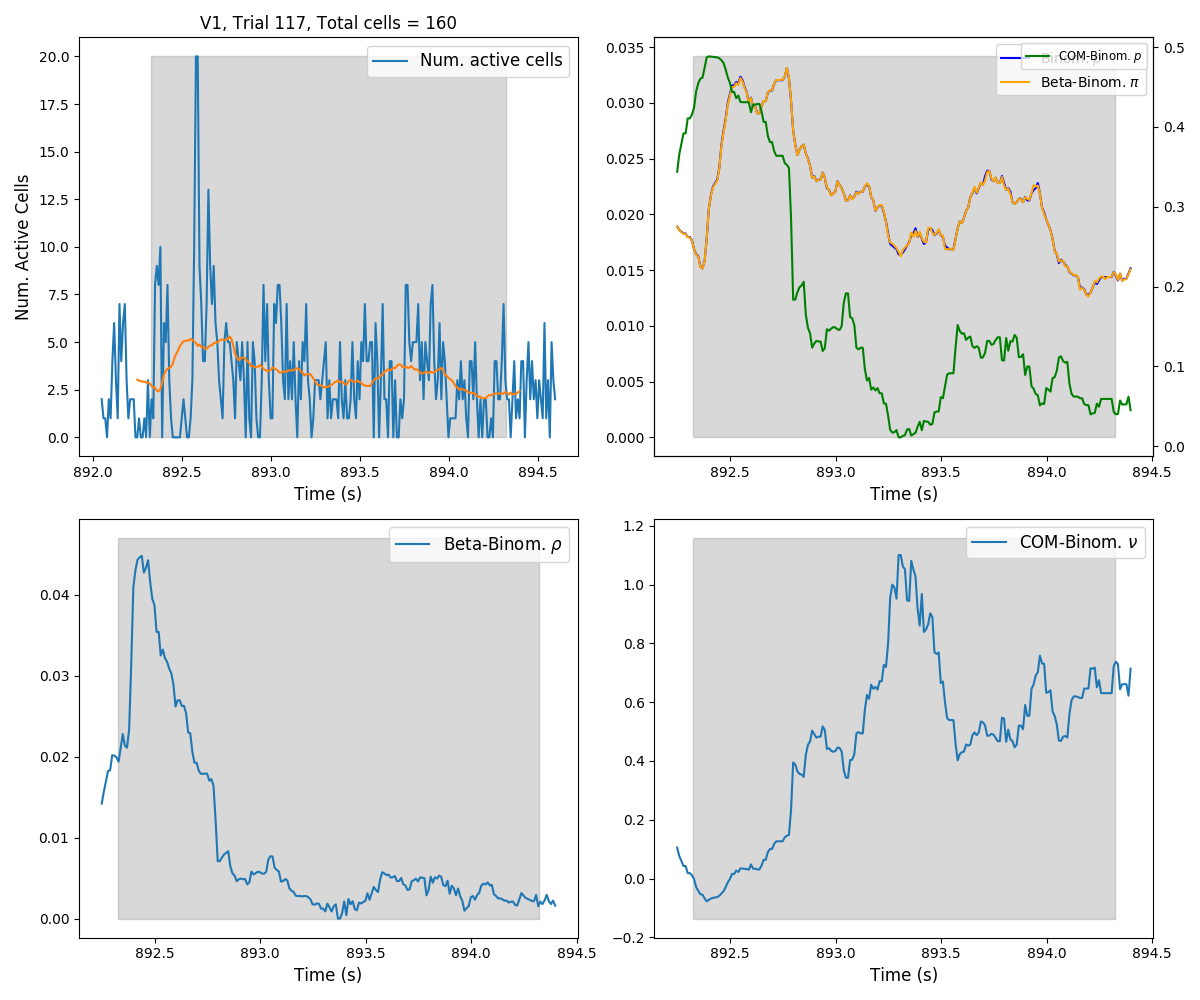 V1, Trial 117, Total cells = 160
Num. active cells
Num. Active Cells
20.0
17.5
15.0
12.5
10.0
7.5
5.0
2.5
0.0
892.0 892.5 893.0 893.5 894.0 894.5
Time (s)
COM-Binom. p
Beta-Binom. π
0.035
0.030
0.025
0.020
0.015
0.010
0.005
0.000
0.5
0.4
0.3
0.2
0.1
0.0
892.5 893.0 893.5 894.0 894.5
Time (s)
Beta-Binom. ρ
0.04
0.03
0.02
0.01
0.00
892.5 893.0 893.5 894.0 894.5
Time (s)
COM-Binom. ν
1.2
1.0
0.8
0.6
0.4
0.2
0.0
−0.2
892.5 893.0 893.5 894.0 894.5
Time (s)